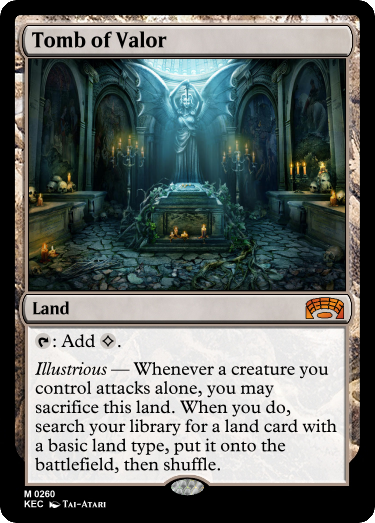 Tomb of Valor
Land
: Add .
Illustrious — Whenever a creature you
control attacks alone, you may
sacrifice this land. When you do,
search your library for a land card with
a basic land type, put it onto the
battlefield, then shuffle.
M 0260
KEC Tai-Atari